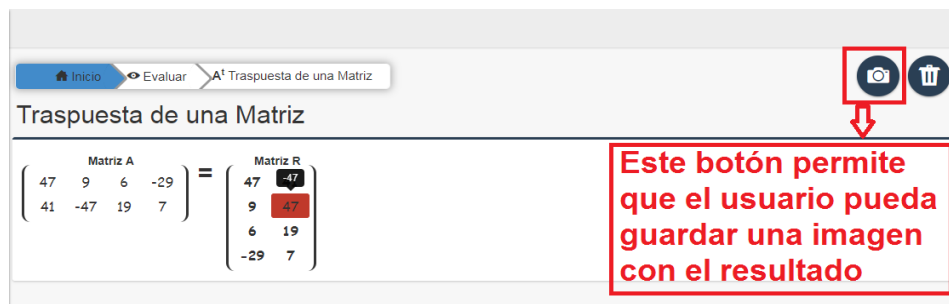 Inicio Evaluar Aᵗ Traspuesta de una Matriz
Traspuesta de una Matriz
Matriz A = Matriz R
47 9 6 -29
41 -47 19 7
47 -47
9 47
6 19
-29 7
Este botón permite
que el usuario pueda
guardar una imagen
con el resultado